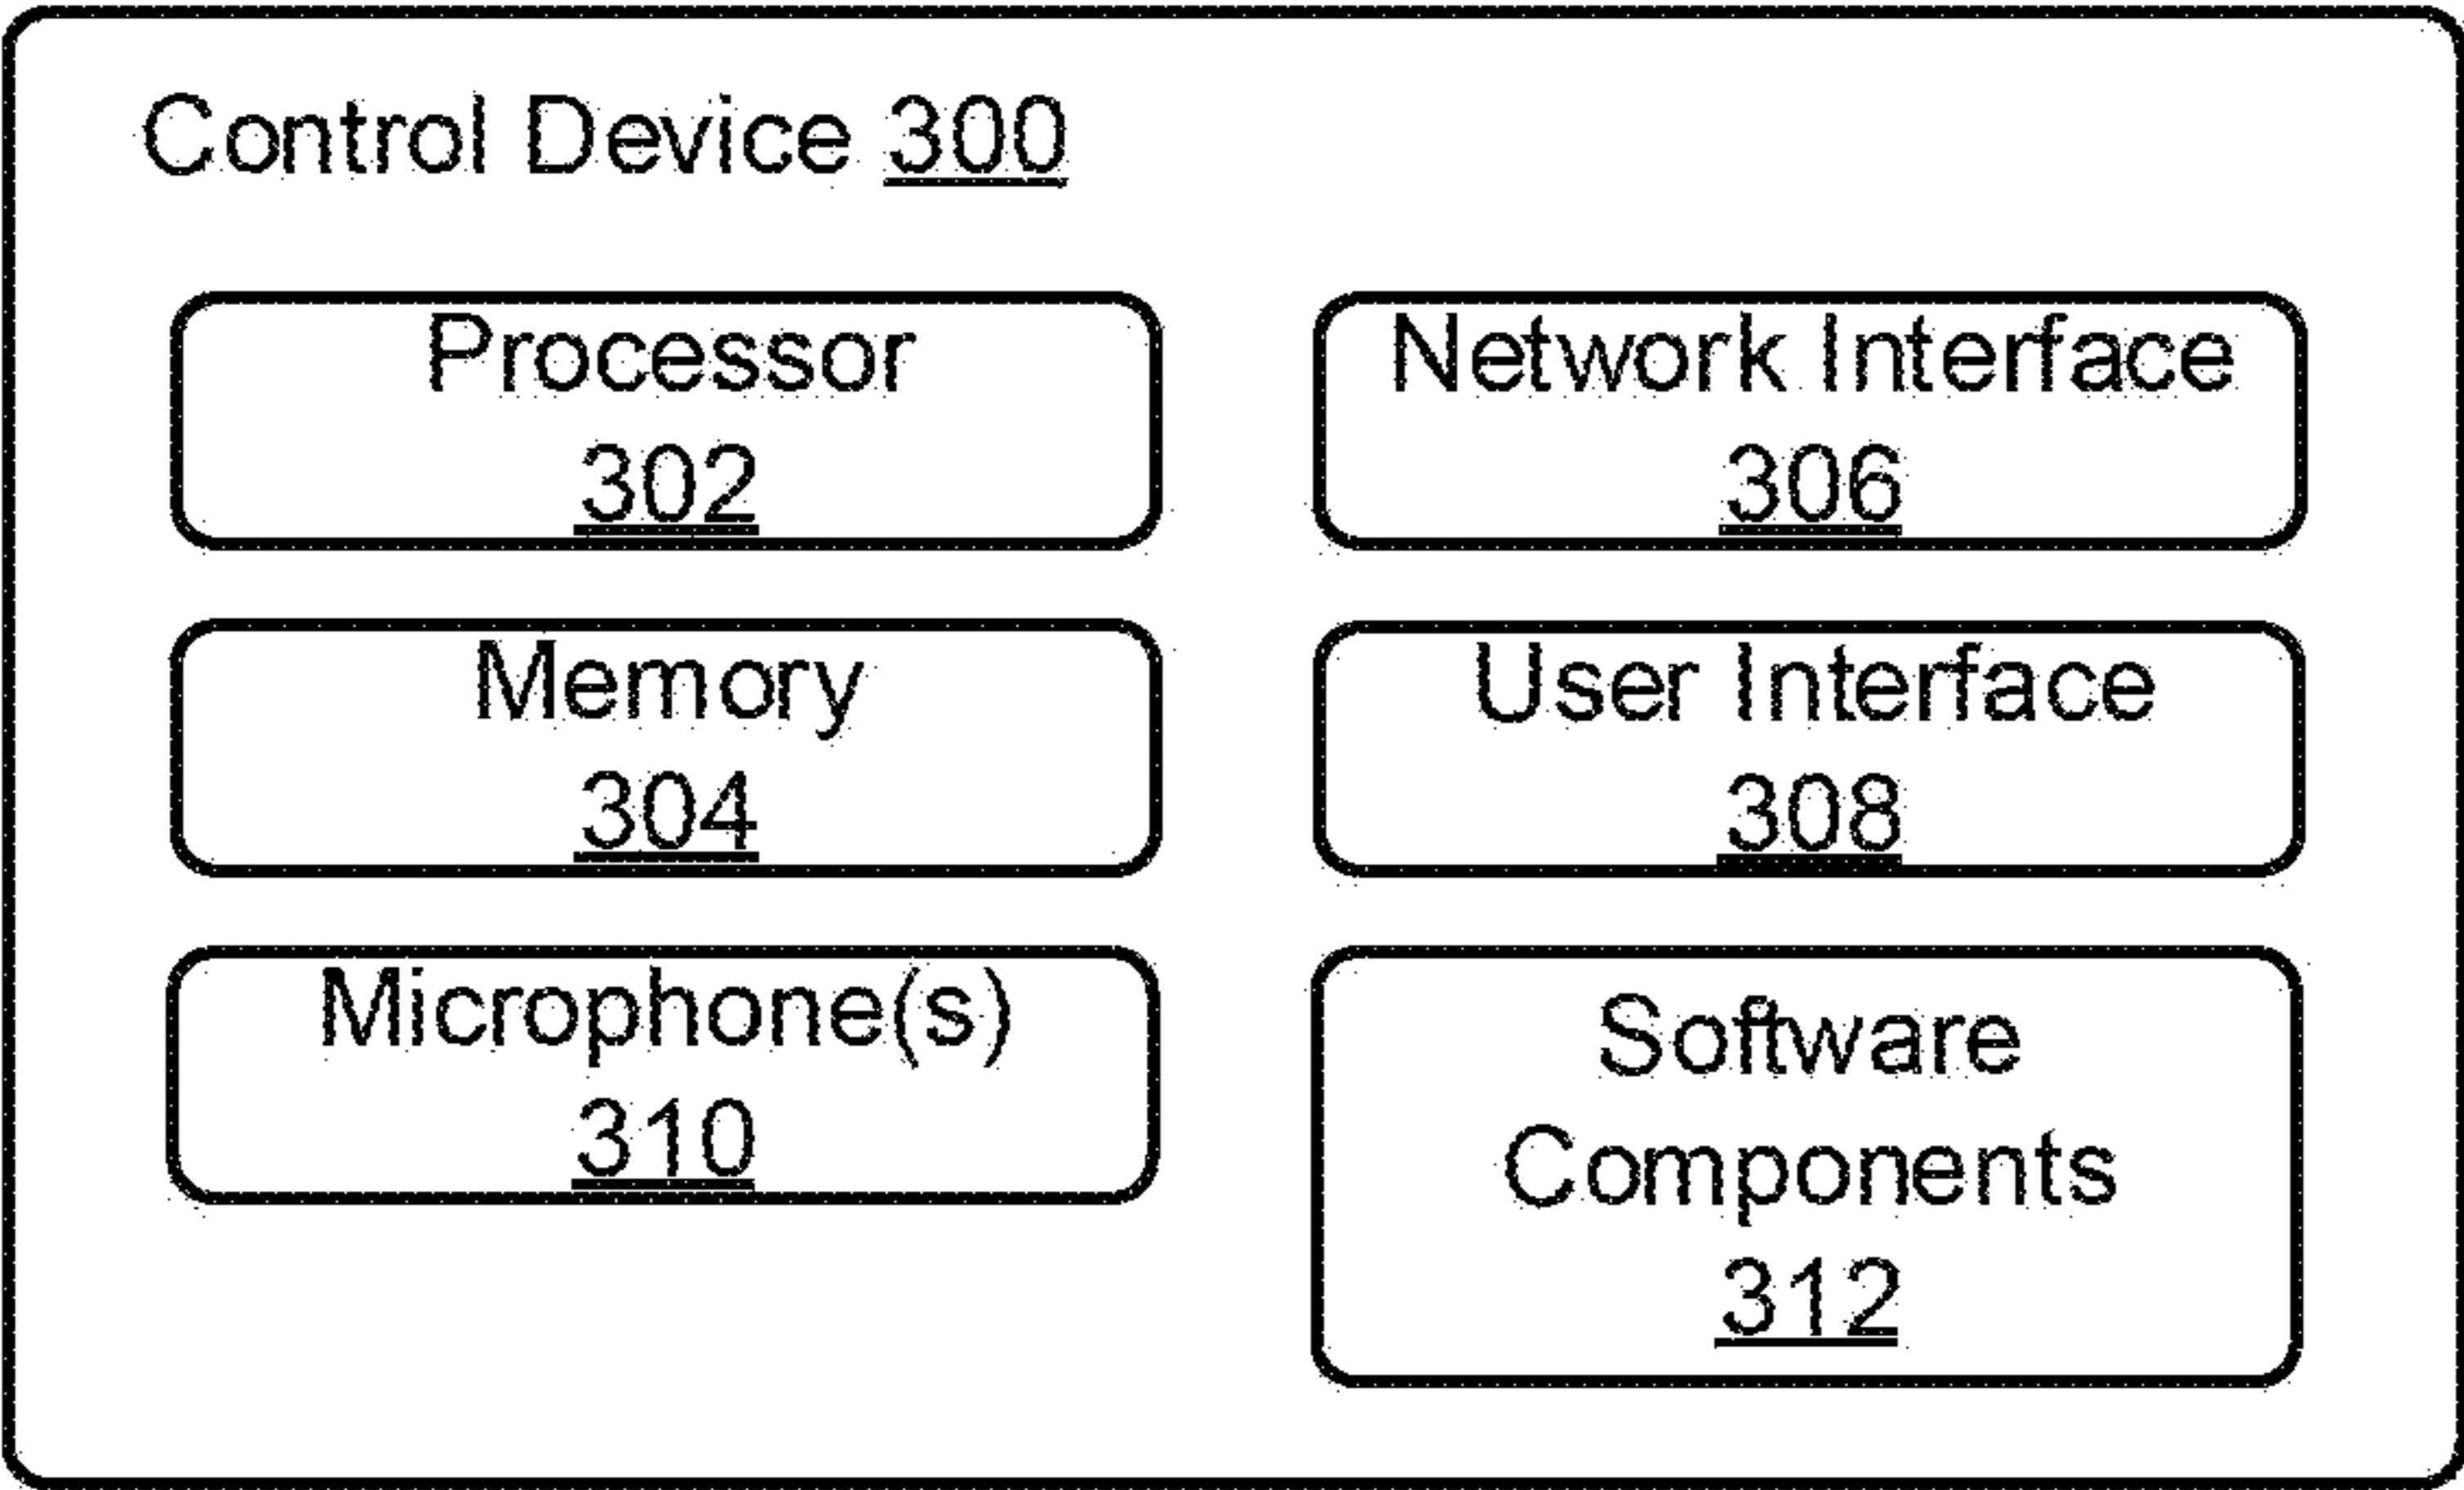 Control Device 300
Processor
302
Network Interface
306
Memory
304
User Interface
308
Microphone(s)
310
Software
Components
312